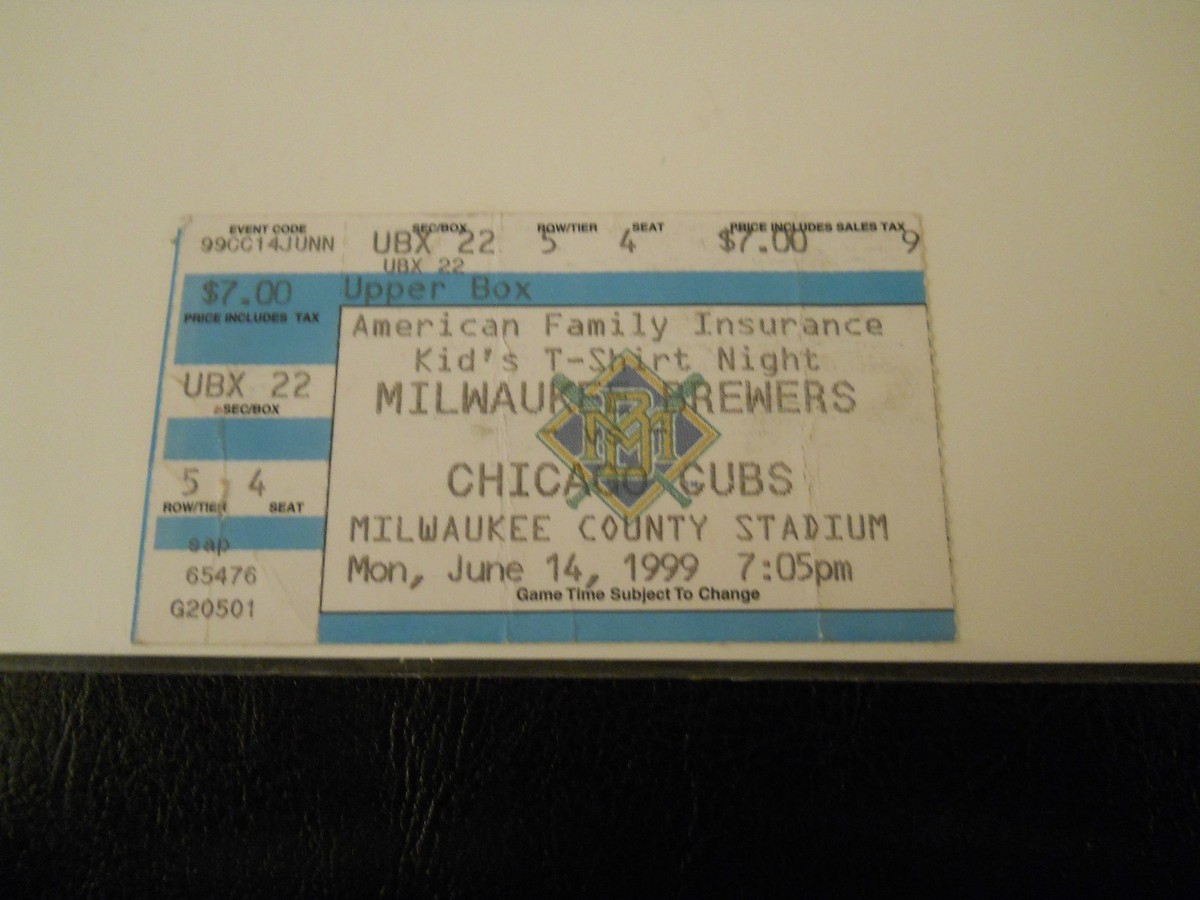 EVENT CODE SEC/BOX ROW/TIER SEAT PRICE INCLUDES SALES TAX
99CC14JUNN UBX 22 5 4 $7.00 9
UBX 22
$7.00 Upper Box
PRICE INCLUDES TAX
American Family Insurance
Kid's T-Shirt Night
UBX 22
SEC/BOX
MILWAUKEE BREWERS
vs
CHICAGO CUBS
5 4
ROW/TIER SEAT
MILWAUKEE COUNTY STADIUM
sap
65476
Mon, June 14, 1999 7:05pm
Game Time Subject To Change
G20501